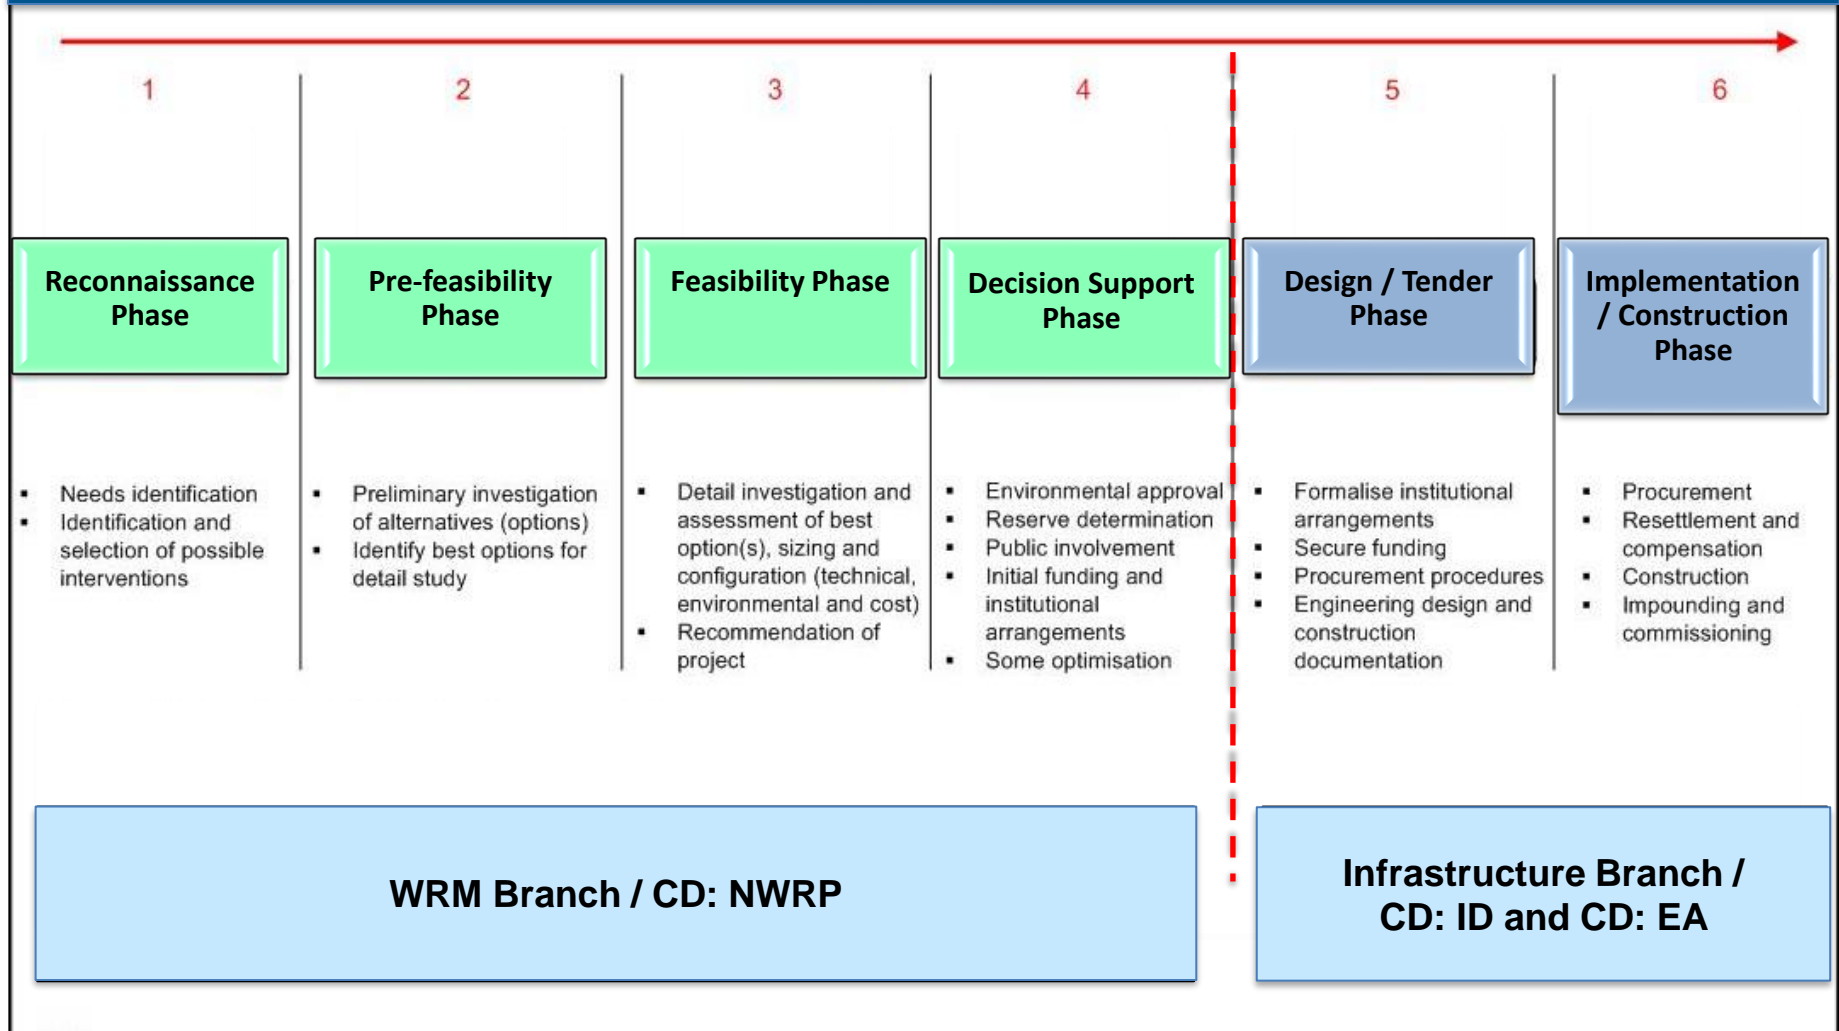 1
2
3
4
5
6
Reconnaissance
Phase
Pre-feasibility
Phase
Feasibility Phase
Decision Support
Phase
Design / Tender
Phase
Implementation
/ Construction
Phase
▪ Needs identification
▪ Identification and
selection of possible
interventions
▪ Preliminary investigation
of alternatives (options)
▪ Identify best options for
detail study
▪ Detail investigation and
assessment of best
option(s), sizing and
configuration (technical,
environmental and cost)
▪ Recommendation of
project
▪ Environmental approval
▪ Reserve determination
▪ Public involvement
▪ Initial funding and
institutional
arrangements
▪ Some optimisation
▪ Formalise institutional
arrangements
▪ Secure funding
▪ Procurement procedures
▪ Engineering design and
construction
documentation
▪ Procurement
▪ Resettlement and
compensation
▪ Construction
▪ Impounding and
commissioning
WRM Branch / CD: NWRP
Infrastructure Branch /
CD: ID and CD: EA